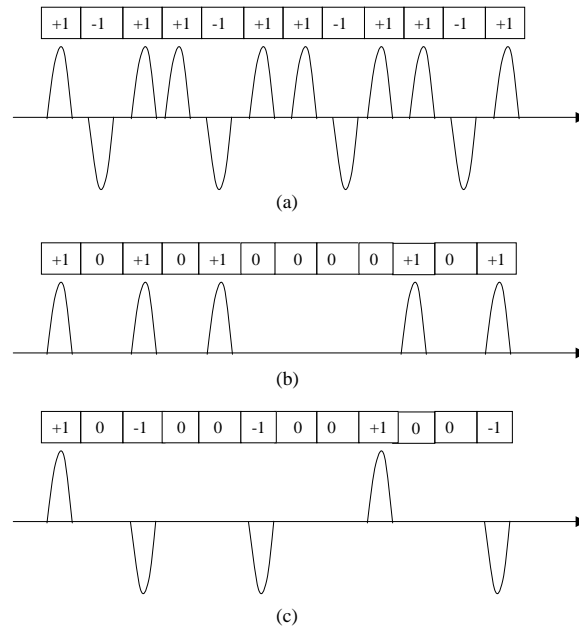 +1 -1 +1 +1 -1 +1 +1 -1 +1 +1 -1 +1
(a)
+1 0 +1 0 +1 0 0 0 0 +1 0 +1
(b)
+1 0 -1 0 0 -1 0 0 +1 0 0 -1
(c)